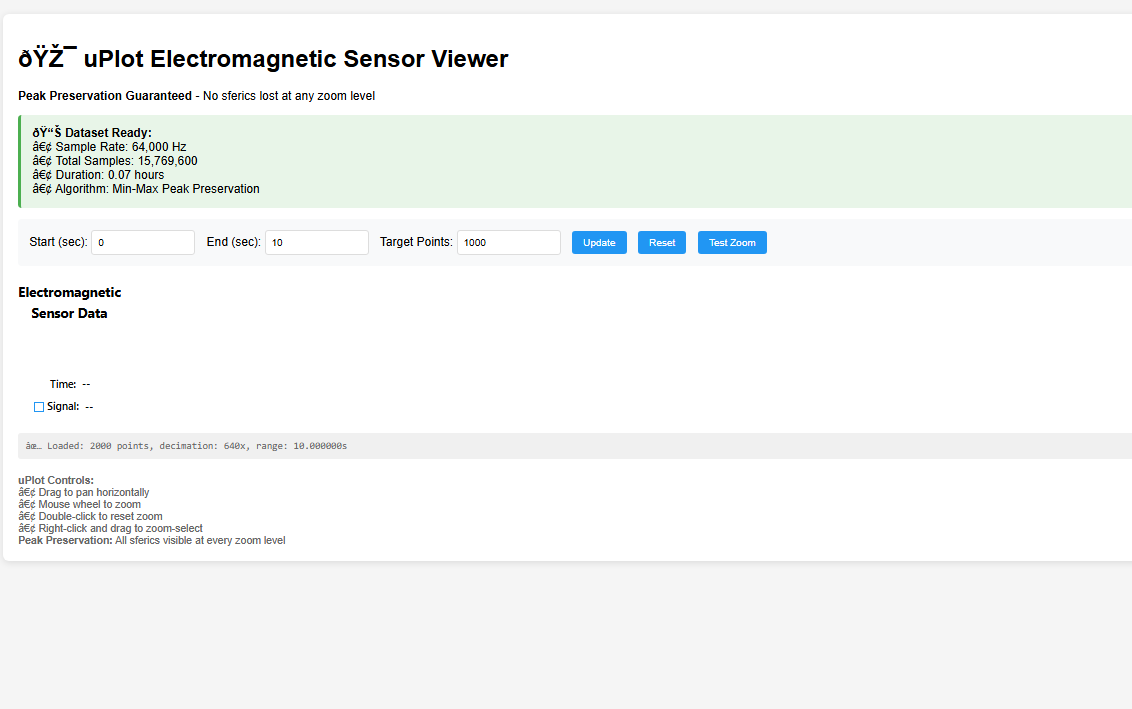 ðŸŽ¯ uPlot Electromagnetic Sensor Viewer
Peak Preservation Guaranteed - No sferics lost at any zoom level
ðŸ“Š Dataset Ready:
â€¢ Sample Rate: 64,000 Hz
â€¢ Total Samples: 15,769,600
â€¢ Duration: 0.07 hours
â€¢ Algorithm: Min-Max Peak Preservation
Start (sec): 0 End (sec): 10 Target Points: 1000 Update Reset Test Zoom
Electromagnetic
Sensor Data
Time: --
Signal: --
âœ… Loaded: 2000 points, decimation: 640x, range: 10.000000s
uPlot Controls:
â€¢ Drag to pan horizontally
â€¢ Mouse wheel to zoom
â€¢ Double-click to reset zoom
â€¢ Right-click and drag to zoom-select
Peak Preservation: All sferics visible at every zoom level